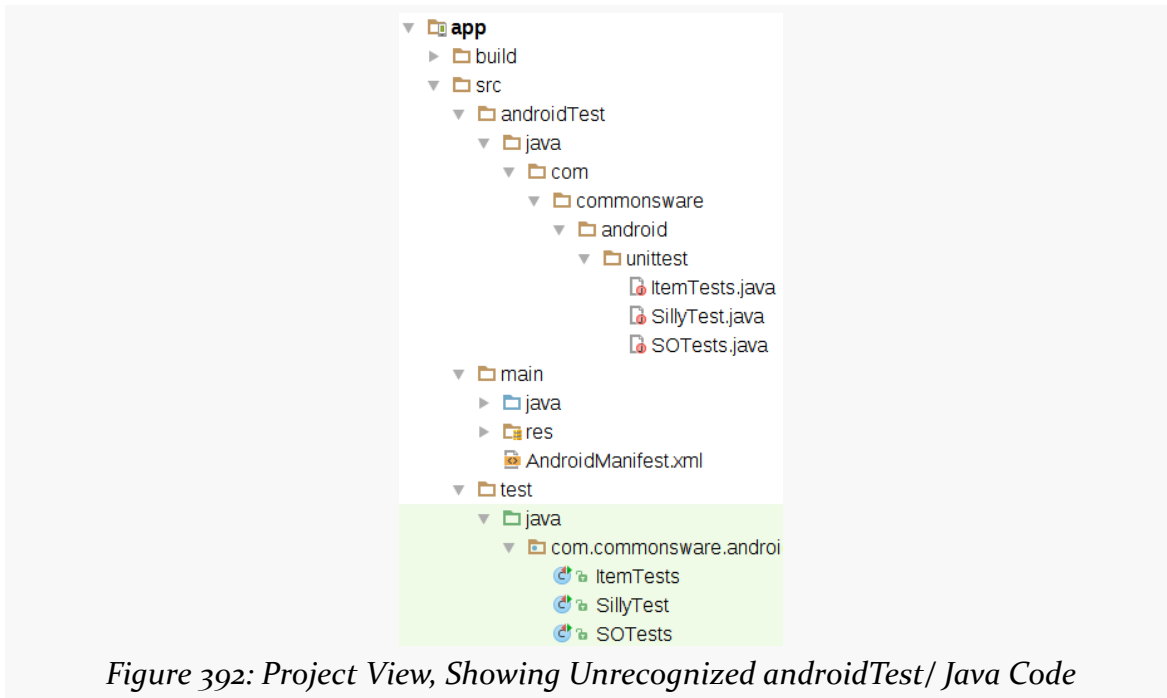 app
build
src
androidTest
java
com
commonsware
android
unittest
ItemTests.java
SillyTest.java
SOTests.java
main
java
res
AndroidManifest.xml
test
java
com.commonsware.androi
ItemTests
SillyTest
SOTests
Figure 392: Project View, Showing Unrecognized androidTest/ Java Code